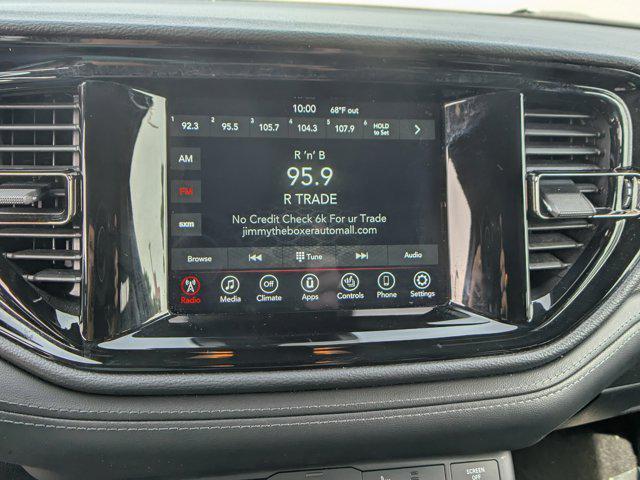 10:00 68°F out
1 92.3 2 95.5 3 105.7 4 104.3 5 107.9 6 HOLD to Set
AM
FM
sxm
R 'n' B
95.9
R TRADE
No Credit Check 6k For ur Trade
jimmytheboxerautomall.com
Browse Tune Audio
Radio Media Climate Apps Controls Phone Settings
Off
SCREEN OFF